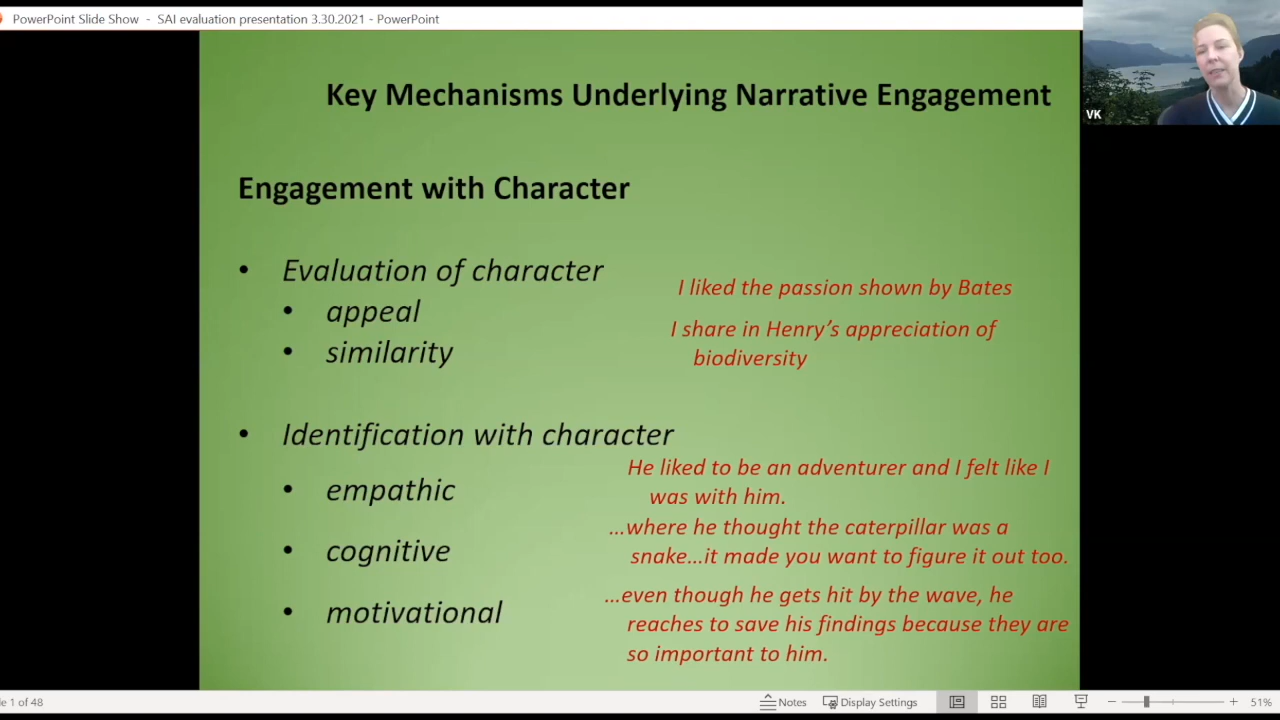 PowerPoint Slide Show - SAI evaluation presentation 3.30.2021 - PowerPoint
VK
Key Mechanisms Underlying Narrative Engagement
Engagement with Character
• Evaluation of character
• appeal
• similarity
I liked the passion shown by Bates
I share in Henry’s appreciation of
biodiversity
• Identification with character
• empathic
• cognitive
• motivational
He liked to be an adventurer and I felt like I
was with him.
…where he thought the caterpillar was a
snake…it made you want to figure it out too.
…even though he gets hit by the wave, he
reaches to save his findings because they are
so important to him.
1 of 48
Notes
Display Settings
51%